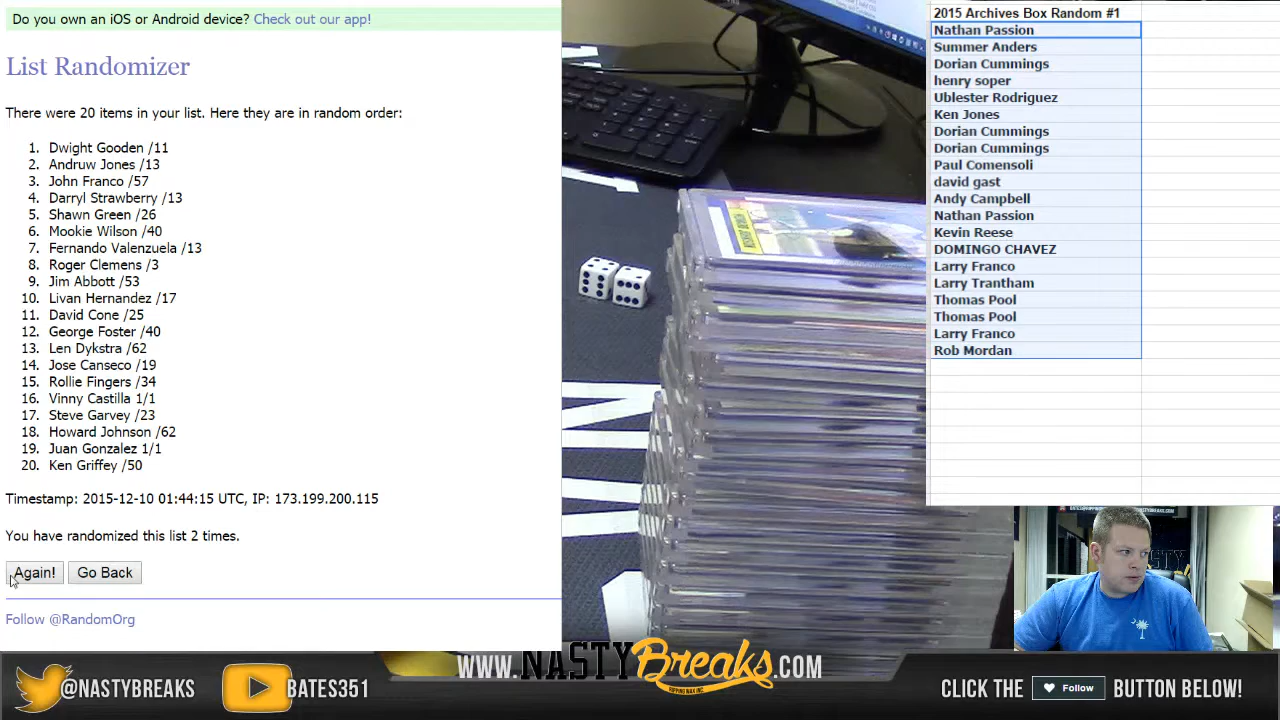 Do you own an iOS or Android device? Check out our app!
List Randomizer
There were 20 items in your list. Here they are in random order:
1. Dwight Gooden /11
2. Andruw Jones /13
3. John Franco /57
4. Darryl Strawberry /13
5. Shawn Green /26
6. Mookie Wilson /40
7. Fernando Valenzuela /13
8. Roger Clemens /3
9. Jim Abbott /53
10. Livan Hernandez /17
11. David Cone /25
12. George Foster /40
13. Len Dykstra /62
14. Jose Canseco /19
15. Rollie Fingers /34
16. Vinny Castilla 1/1
17. Steve Garvey /23
18. Howard Johnson /62
19. Juan Gonzalez 1/1
20. Ken Griffey /50
Timestamp: 2015-12-10 01:44:15 UTC, IP: 173.199.200.115
You have randomized this list 2 times.
Again! Go Back
Follow @RandomOrg
2015 Archives Box Random #1
Nathan Passion
Summer Anders
Dorian Cummings
henry soper
Ublester Rodriguez
Ken Jones
Dorian Cummings
Dorian Cummings
Paul Comensoli
david gast
Andy Campbell
Nathan Passion
Kevin Reese
DOMINGO CHAVEZ
Larry Franco
Larry Trantham
Thomas Pool
Thomas Pool
Larry Franco
Rob Mordan
@NASTYBREAKS
BATES351
WWW.NASTYBreaks.COM
RIPPING WAX INC
CLICK THE Follow BUTTON BELOW!